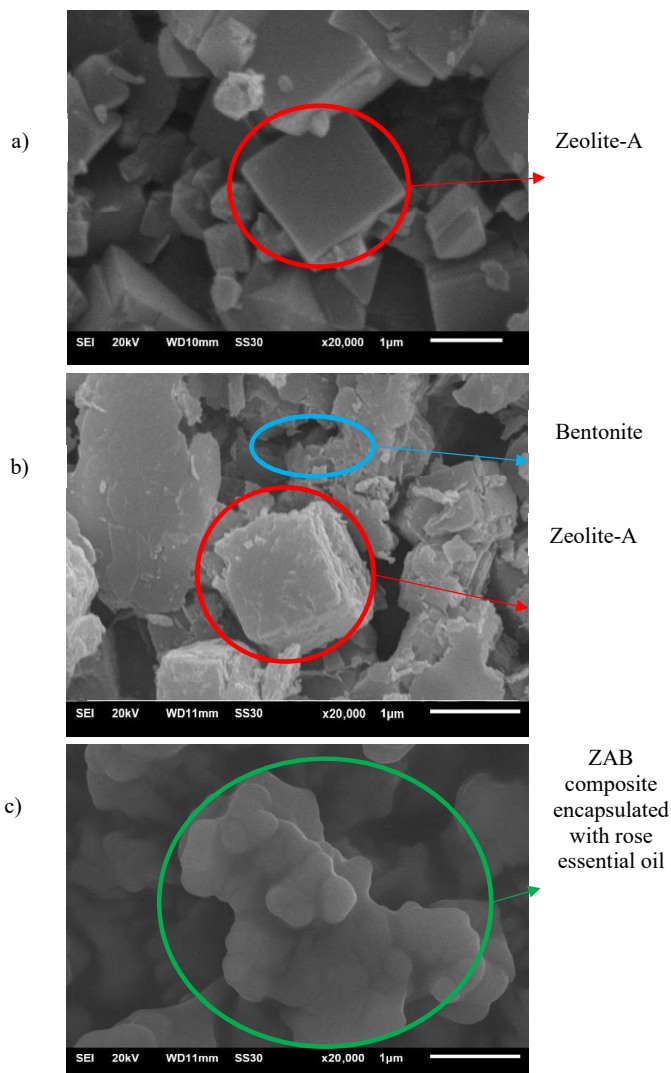 a)
Zeolite-A
SEI 20kV WD10mm SS30 x20,000 1µm
b)
Bentonite
Zeolite-A
SEI 20kV WD11mm SS30 x20,000 1µm
c)
ZAB
composite
encapsulated
with rose
essential oil
SEI 20kV WD11mm SS30 x20,000 1µm